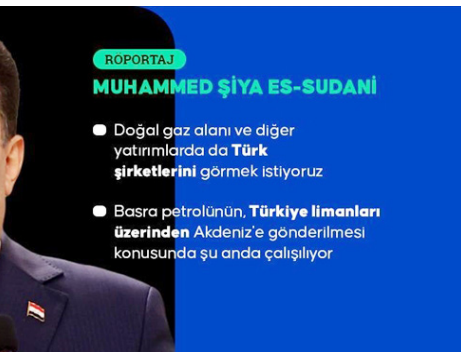 ROPORTAJ
MUHAMMED ŞİYA ES-SUDANİ
Doğal gaz alanı ve diğer
yatırımlarda da Türk
şirketlerini görmek istiyoruz
Basra petrolünün, Türkiye limanları
üzerinden Akdeniz'e gönderilmesi
konusunda şu anda çalışılıyor